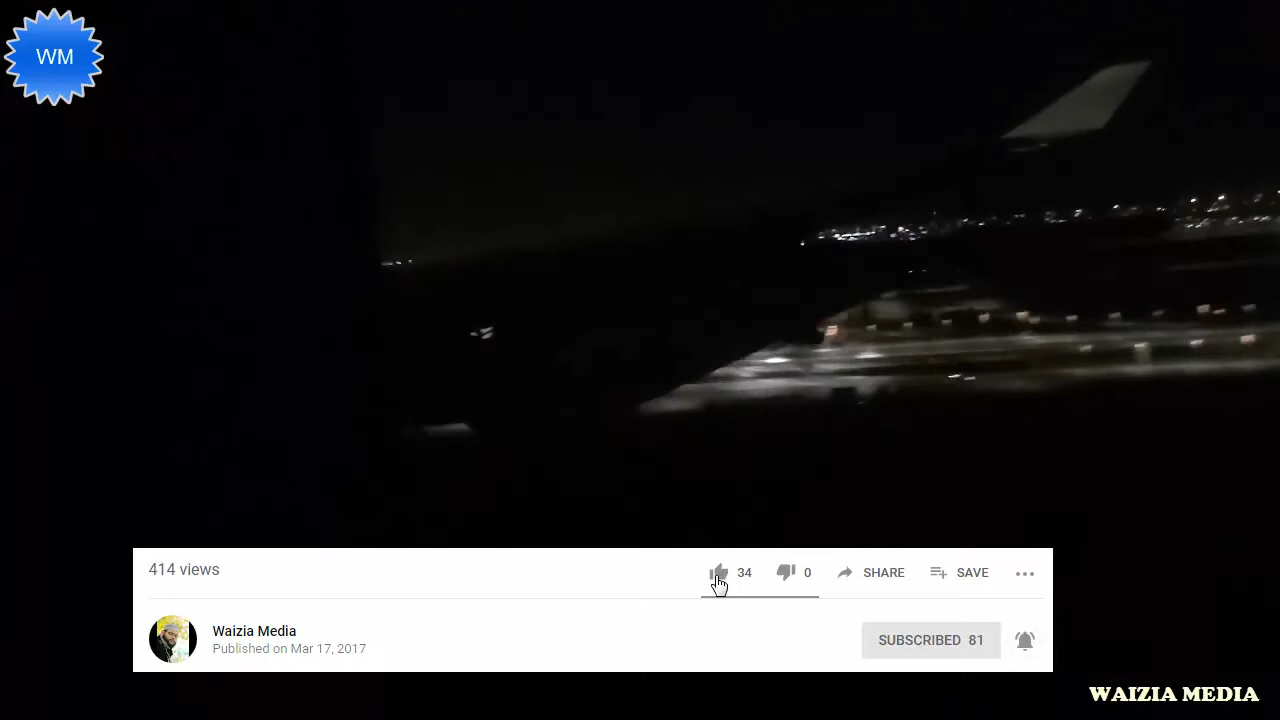 WM
414 views
34
0
SHARE
SAVE
Waizia Media
Published on Mar 17, 2017
SUBSCRIBED 81
WAIZIA MEDIA